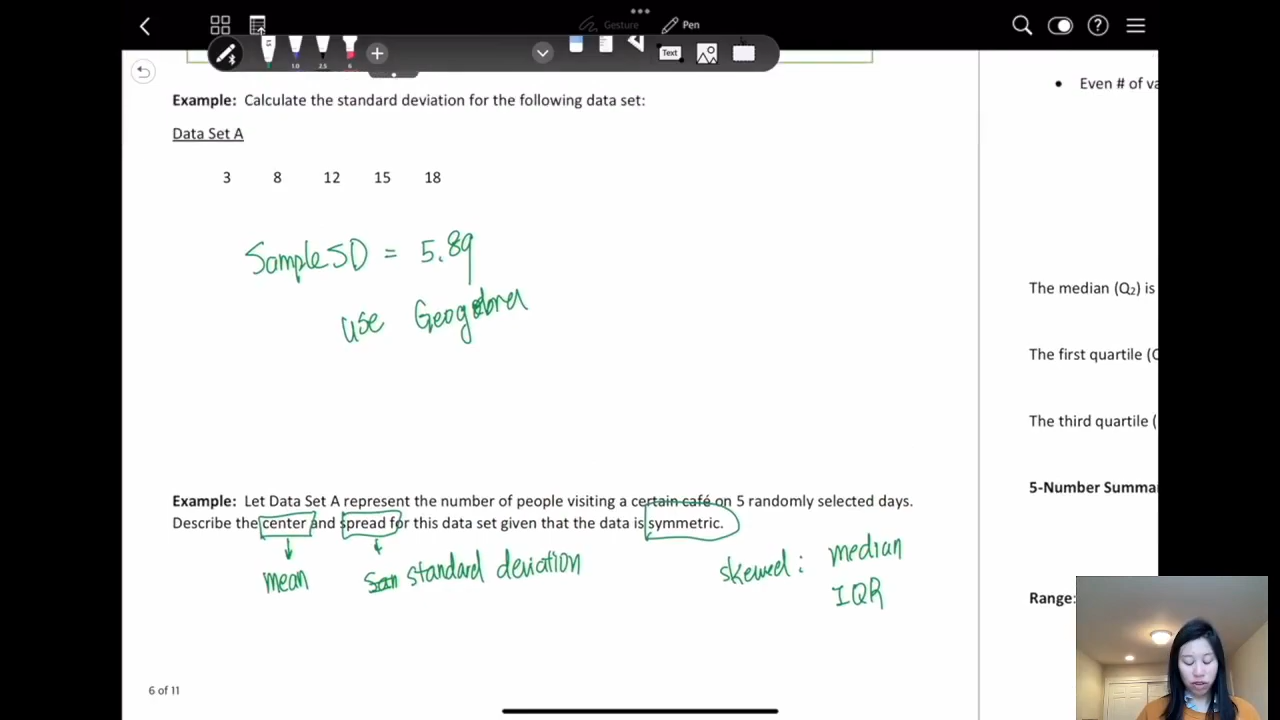 Gesture Pen
Text
Example: Calculate the standard deviation for the following data set:
Data Set A
3 8 12 15 18
Sample SD = 5.89
use Geogebra
Example: Let Data Set A represent the number of people visiting a certain café on 5 randomly selected days.
Describe the center and spread for this data set given that the data is symmetric.
mean
standard deviation
skewed: median
IQR
6 of 11
Even # of va
The median (Q₂) is
The first quartile (
The third quartile (
5-Number Summa
Range: